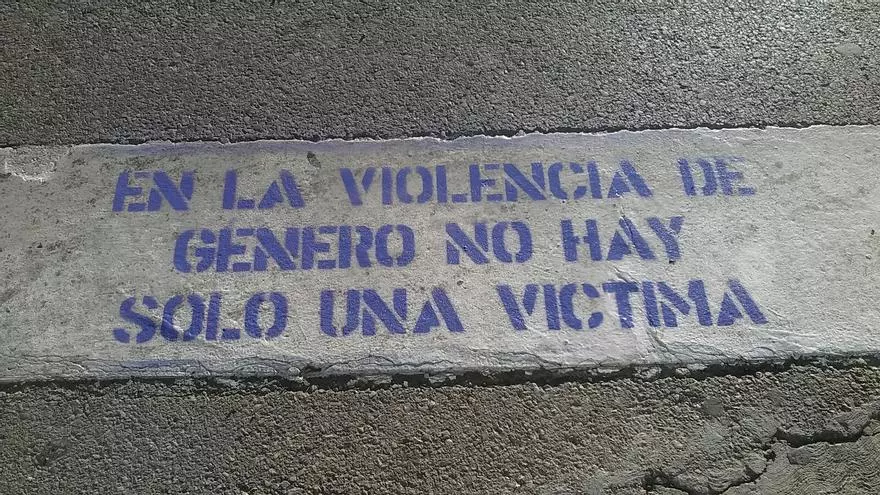 EN LA VIOLENCIA DE
GENERO NO HAY
SOLO UNA VICTIMA